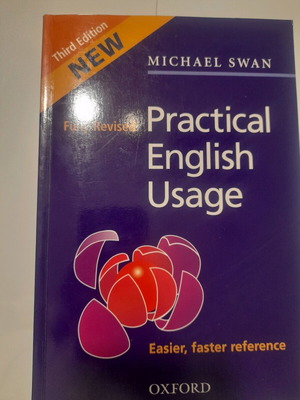 Third Edition
NEW
MICHAEL SWAN
Fully Revised
Practical
English
Usage
Easier, faster reference
OXFORD